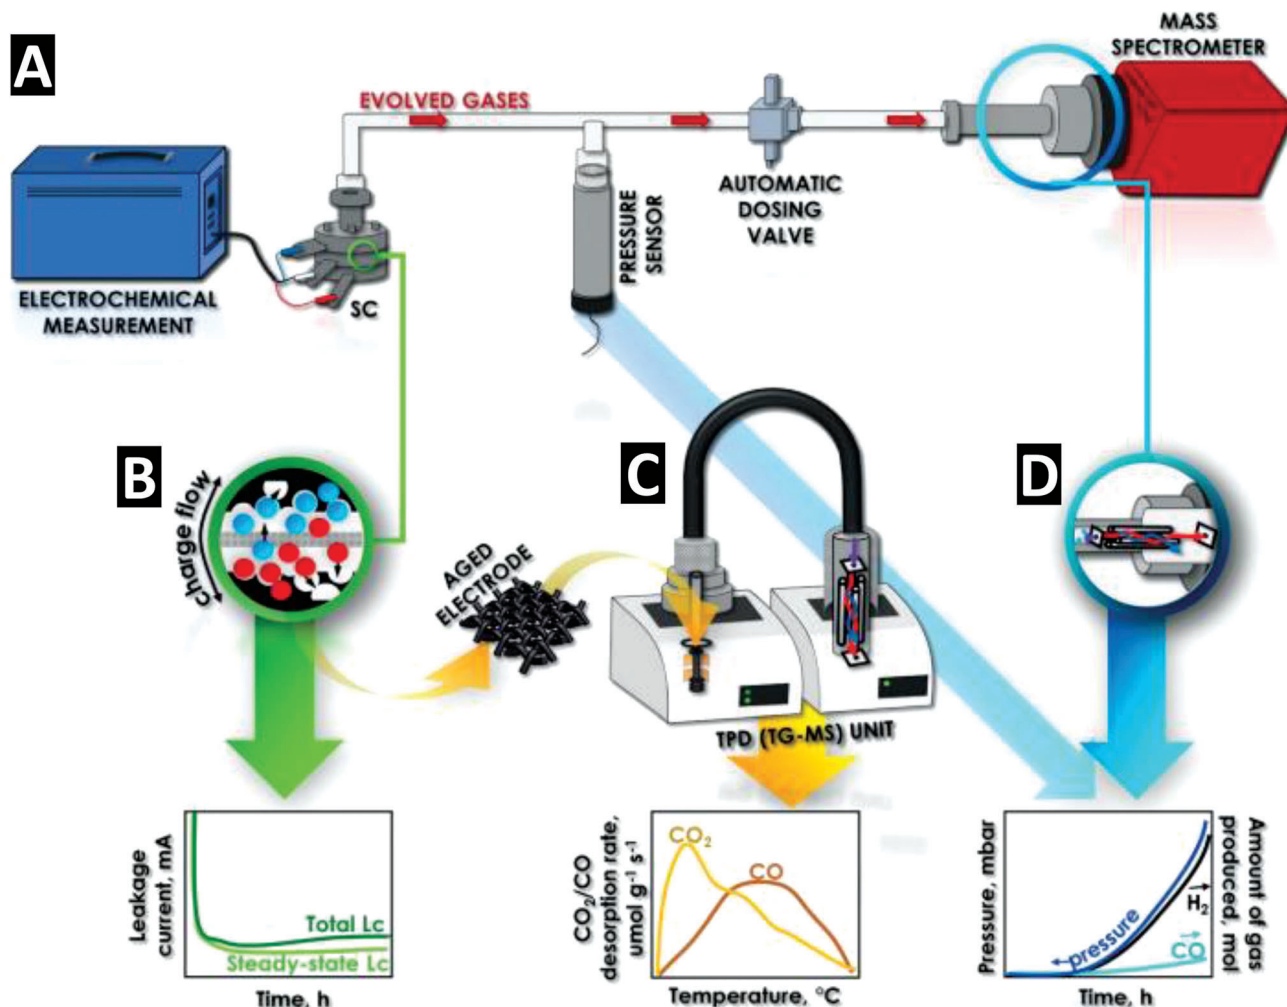 A
MASS
SPECTROMETER
EVOLVED GASES
AUTOMATIC
DOSING
VALVE
PRESSURE
SENSOR
ELECTROCHEMICAL
MEASUREMENT
SC
B
charge flow
AGED
ELECTRODE
C
TPD (TG-MS) UNIT
D
Leakage
current, mA
Total Lc
Steady-state Lc
Time, h
CO₂/CO
desorption rate,
umol g⁻¹ s⁻¹
CO₂
CO
Temperature, °C
Pressure, mbar
pressure
H₂
CO
Amount of gas
produced, mol
Time, h